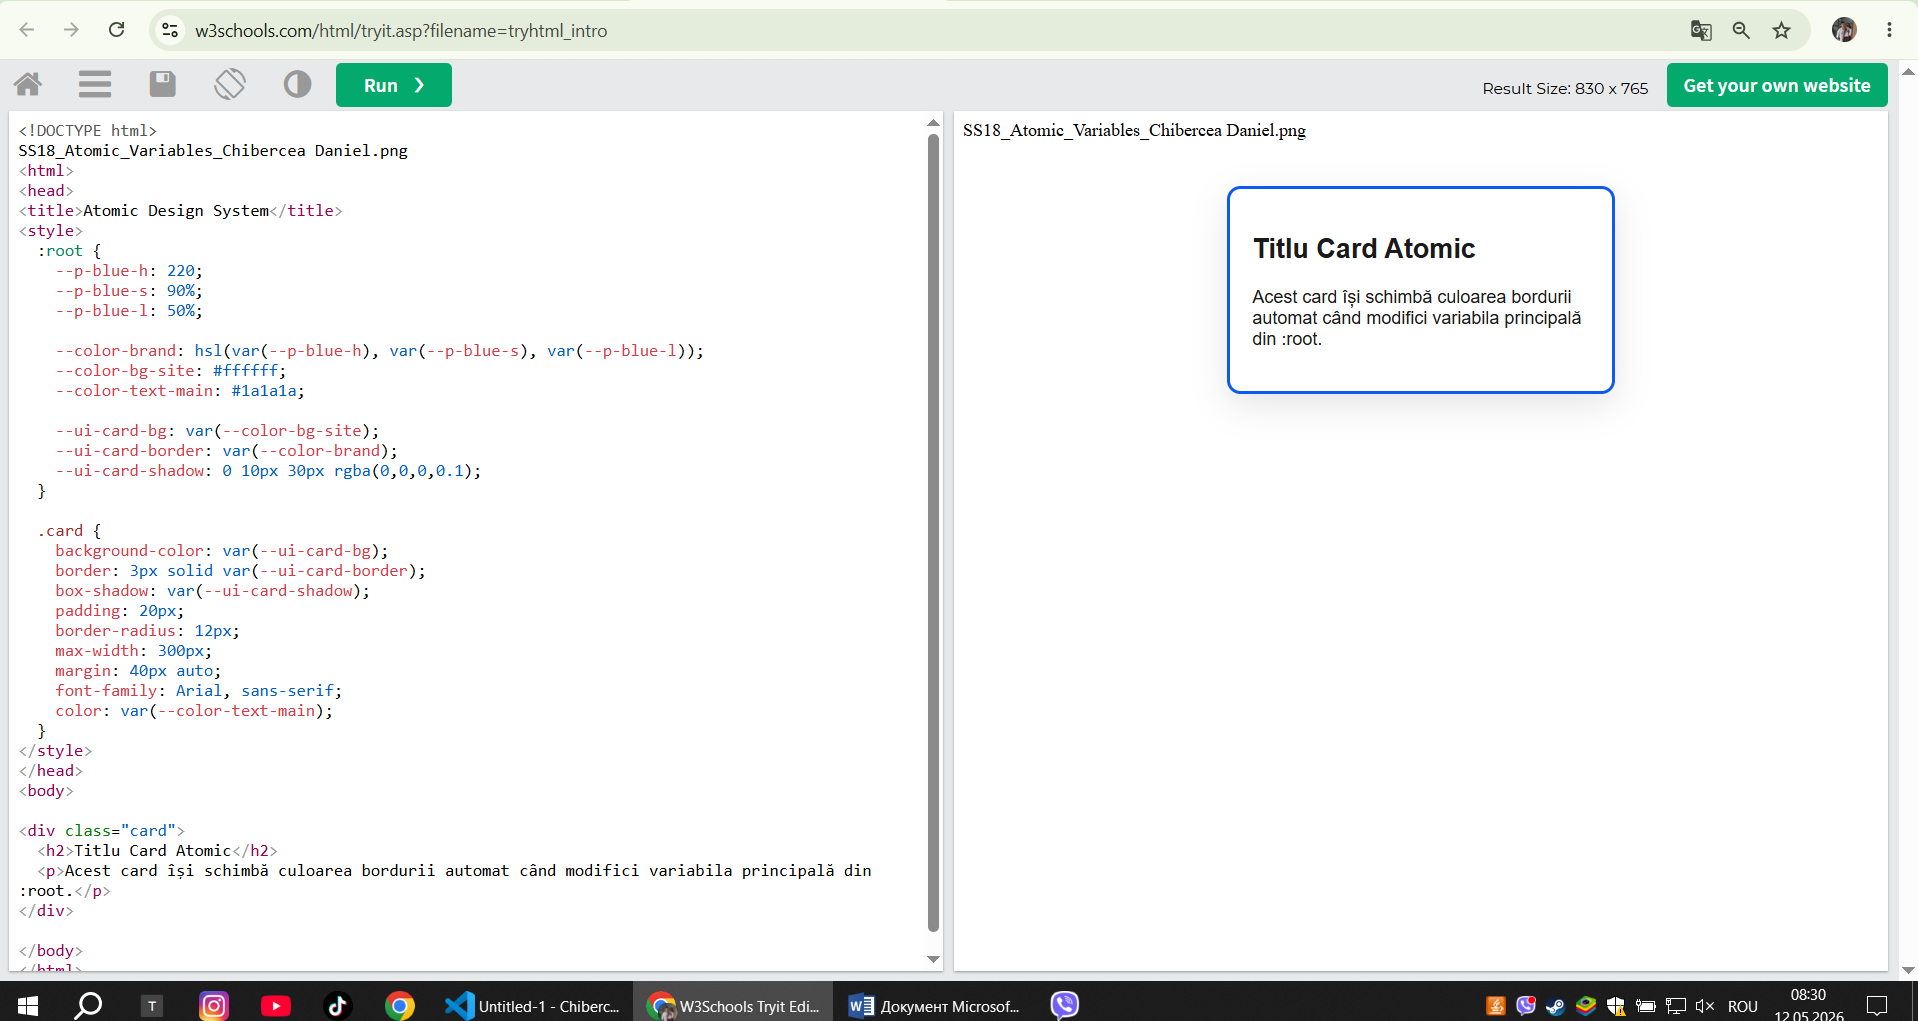 w3schools.com/html/tryit.asp?filename=tryhtml_intro
Run ❯
Result Size: 830 x 765
Get your own website
<!DOCTYPE html>
SS18_Atomic_Variables_Chibercea Daniel.png
<html>
<head>
<title>Atomic Design System</title>
<style>
  :root {
    --p-blue-h: 220;
    --p-blue-s: 90%;
    --p-blue-l: 50%;

    --color-brand: hsl(var(--p-blue-h), var(--p-blue-s), var(--p-blue-l));
    --color-bg-site: #ffffff;
    --color-text-main: #1a1a1a;

    --ui-card-bg: var(--color-bg-site);
    --ui-card-border: var(--color-brand);
    --ui-card-shadow: 0 10px 30px rgba(0,0,0,0.1);
  }

  .card {
    background-color: var(--ui-card-bg);
    border: 3px solid var(--ui-card-border);
    box-shadow: var(--ui-card-shadow);
    padding: 20px;
    border-radius: 12px;
    max-width: 300px;
    margin: 40px auto;
    font-family: Arial, sans-serif;
    color: var(--color-text-main);
  }
</style>
</head>
<body>

<div class="card">
  <h2>Titlu Card Atomic</h2>
  <p>Acest card își schimbă culoarea bordurii automat când modifici variabila principală din
:root.</p>
</div>

</body>
</html>
SS18_Atomic_Variables_Chibercea Daniel.png
Titlu Card Atomic
Acest card își schimbă culoarea bordurii
automat când modifici variabila principală
din :root.
T
Untitled-1 - Chiberc...
W3Schools Tryit Edi...
Документ Microsof...
ROU
08:30
12.05.2026